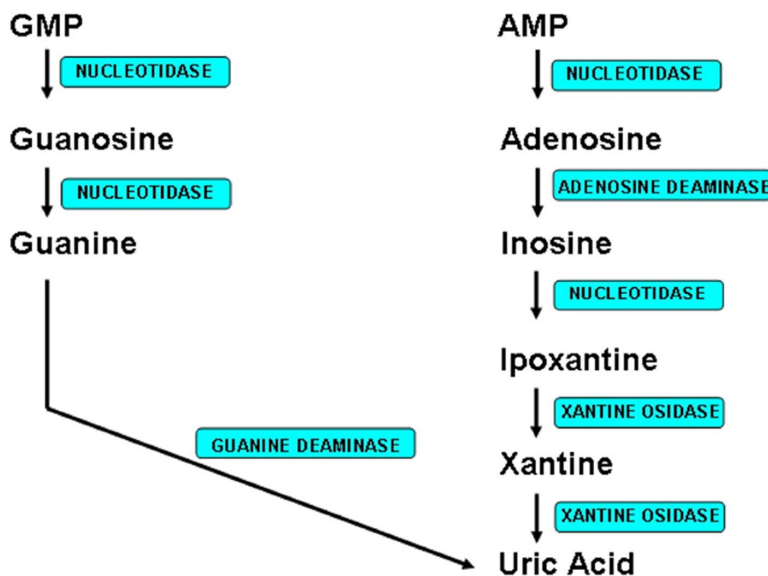 GMP
NUCLEOTIDASE
Guanosine
NUCLEOTIDASE
Guanine
GUANINE DEAMINASE
AMP
NUCLEOTIDASE
Adenosine
ADENOSINE DEAMINASE
Inosine
NUCLEOTIDASE
Ipoxantine
XANTINE OSIDASE
Xantine
XANTINE OSIDASE
Uric Acid